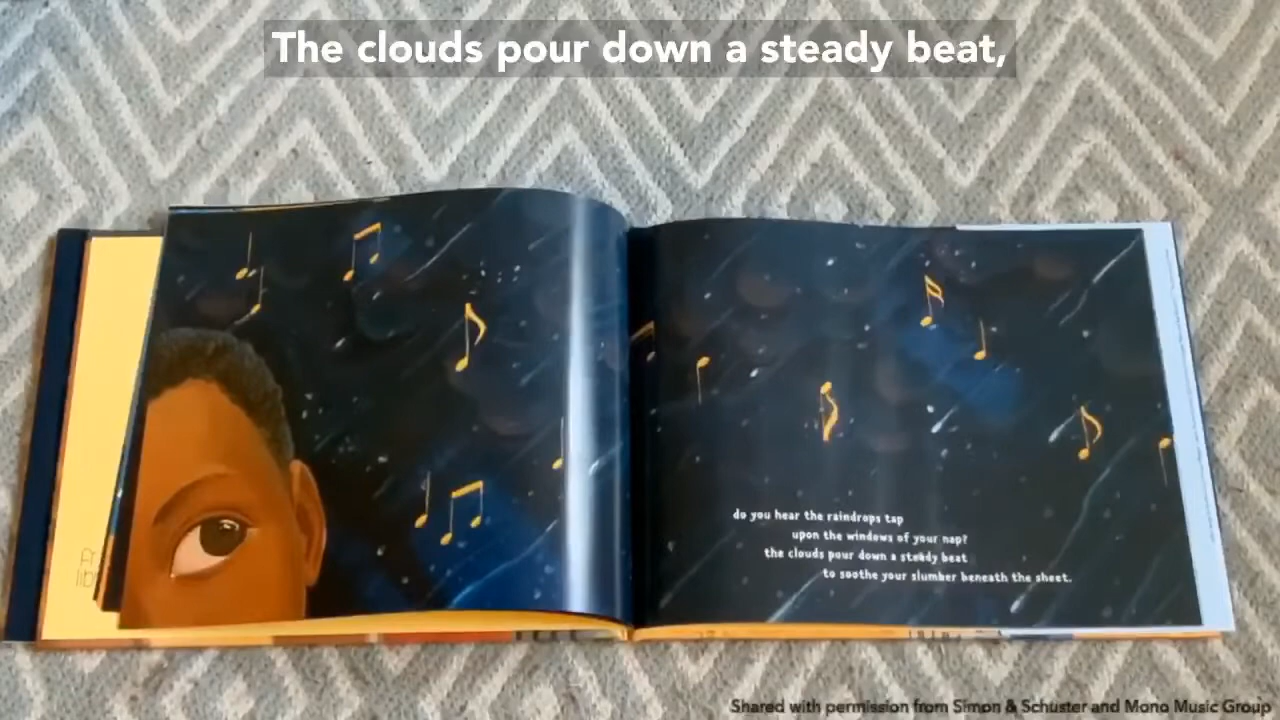 The clouds pour down a steady beat,
do you hear the raindrops tap
upon the windows of your nap?
the clouds pour down a steady beat
to soothe your slumber beneath the sheet.
Shared with permission from Simon & Schuster and Mono Music Group